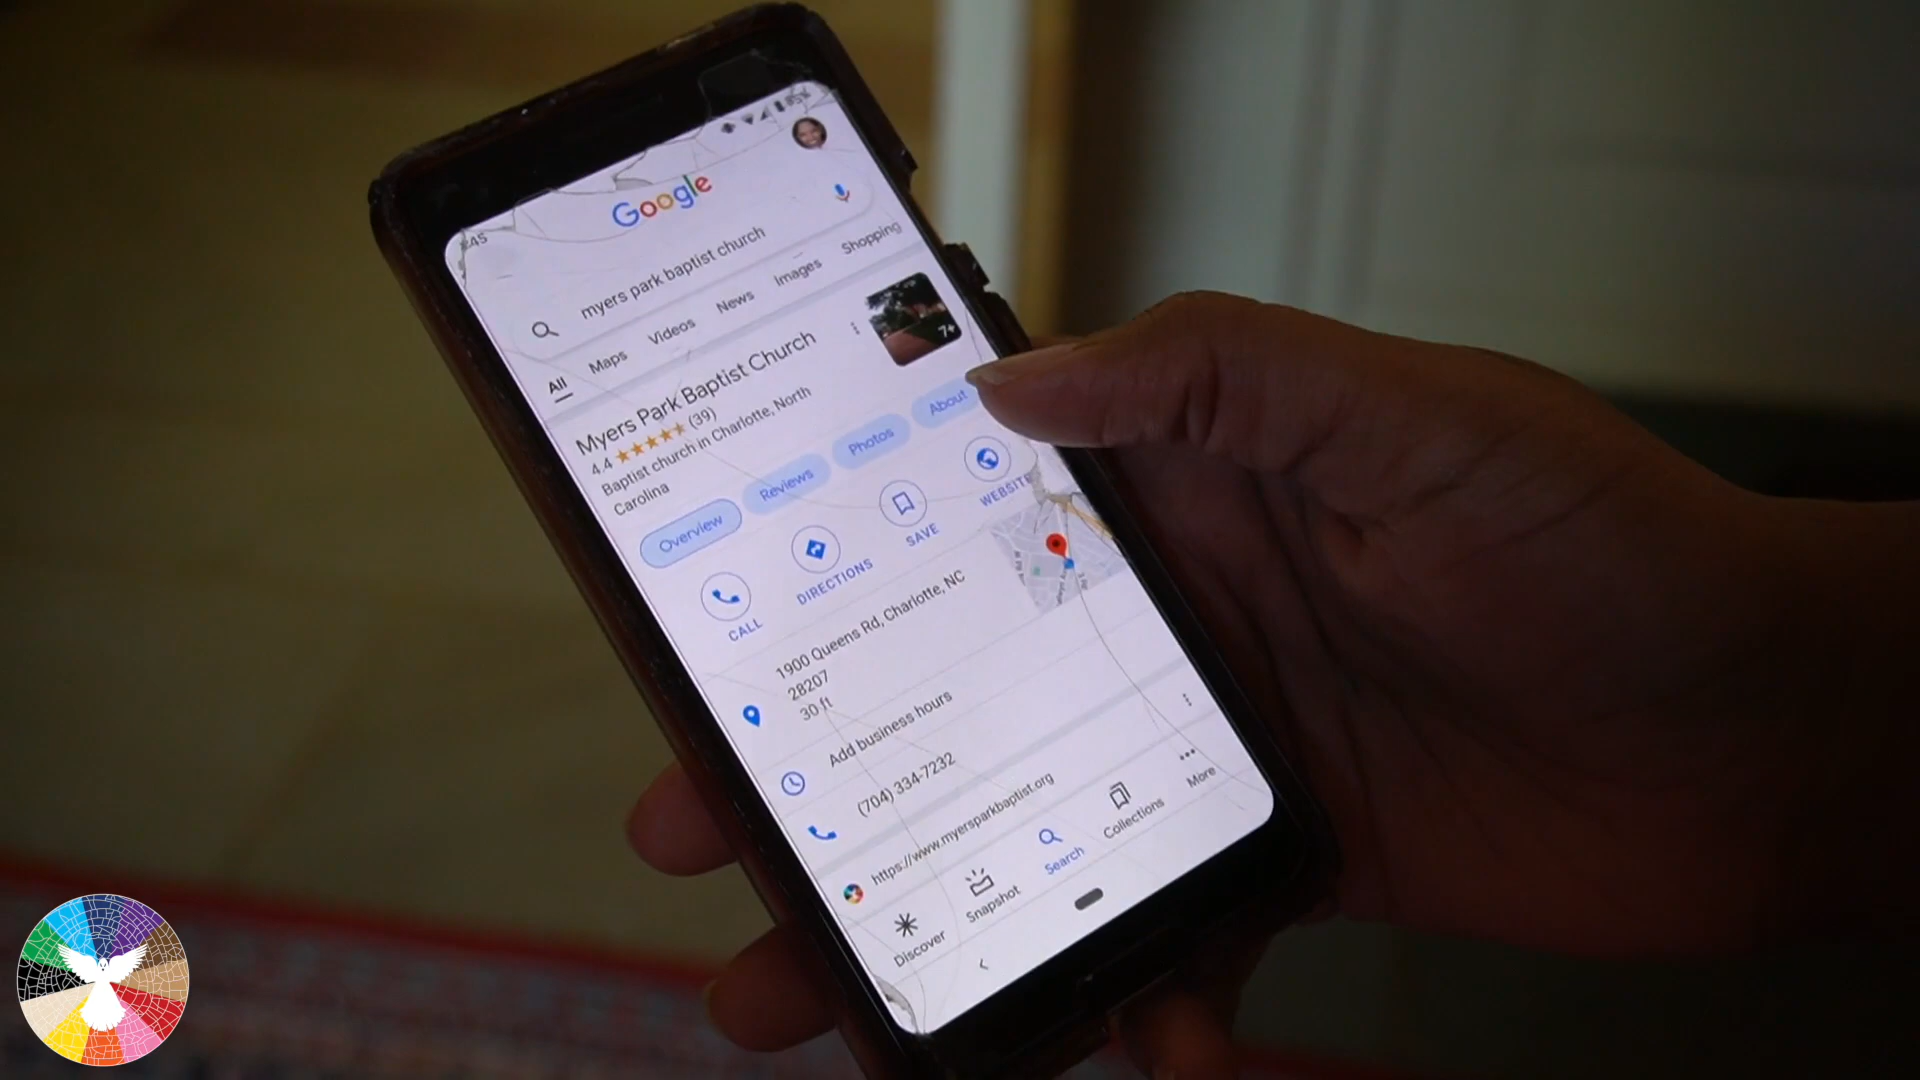 85%
Google
myers park baptist church
All Maps Videos News Images Shopping
Myers Park Baptist Church
7+
4.4 (39)
Baptist church in Charlotte, North
Carolina
Overview Reviews Photos About
CALL DIRECTIONS SAVE WEBSITE
1900 Queens Rd, Charlotte, NC
28207
30 ft
Add business hours
(704) 334-7232
https://www.myersparkbaptist.org
Discover Snapshot Search Collections More